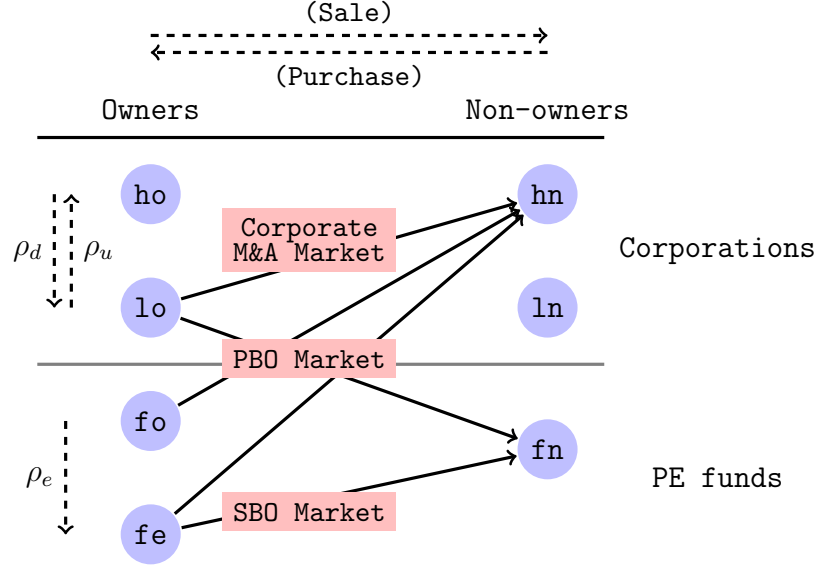 (Sale)
(Purchase)
Owners
Non-owners
ho
hn
Corporate
M&A Market
ρd
ρu
Corporations
lo
ln
PBO Market
fo
fn
ρe
PE funds
SBO Market
fe